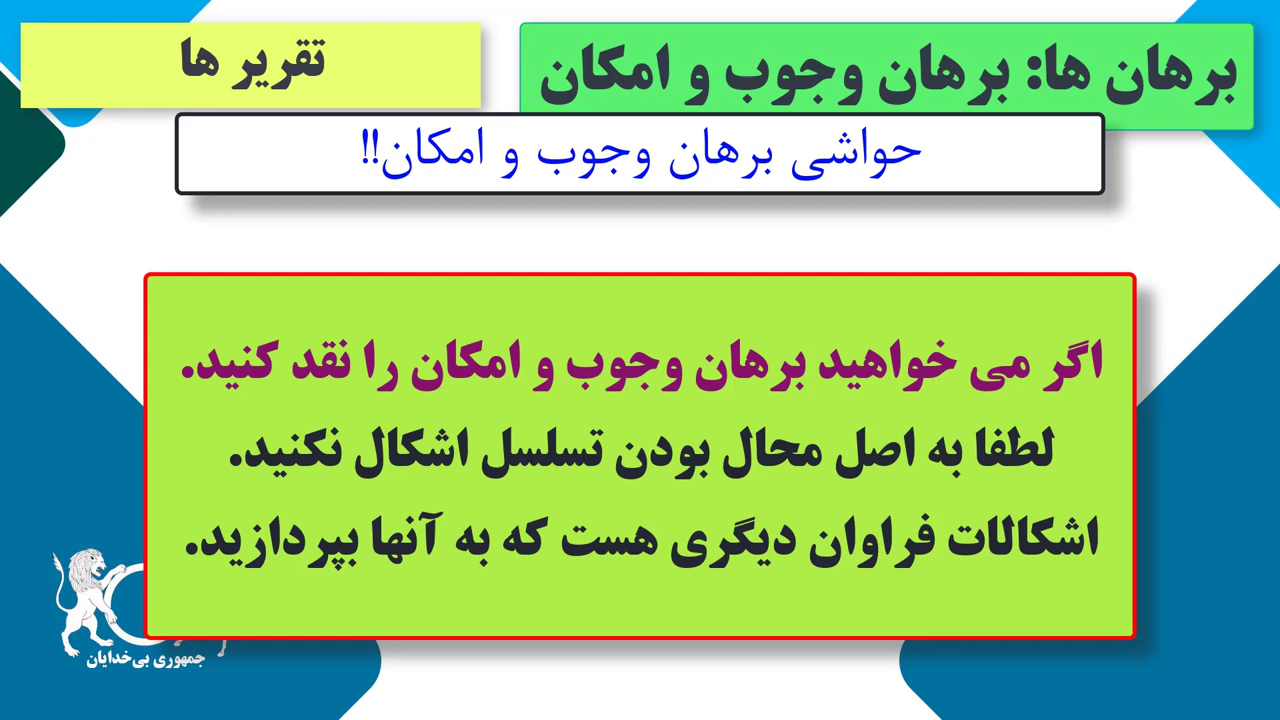 برهان ها: برهان وجوب و امکان
تقریر ها
حواشی برهان وجوب و امکان!!
اگر می خواهید برهان وجوب و امکان را نقد کنید.
لطفا به اصل محال بودن تسلسل اشکال نکنید.
اشکالات فراوان دیگری هست که به آنها بپردازید.
جمهوری بی‌خدایان